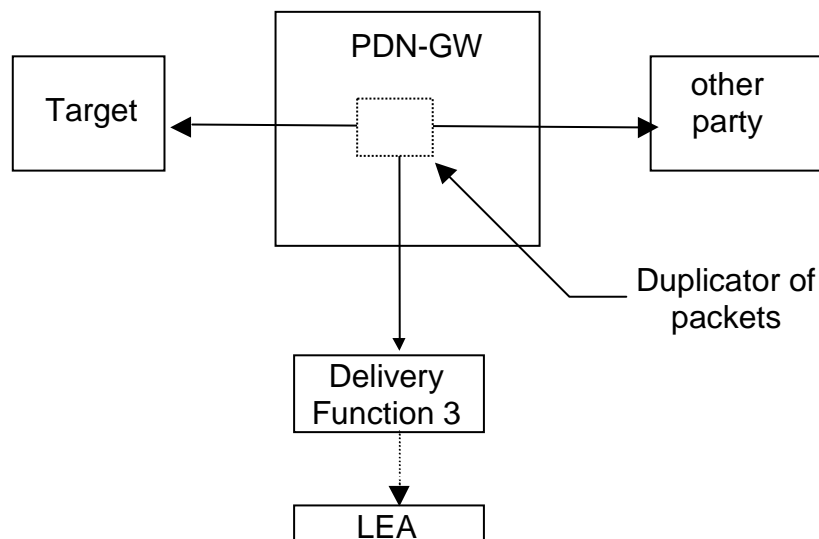 PDN-GW
Target
other
party
Duplicator of
packets
Delivery
Function 3
LEA